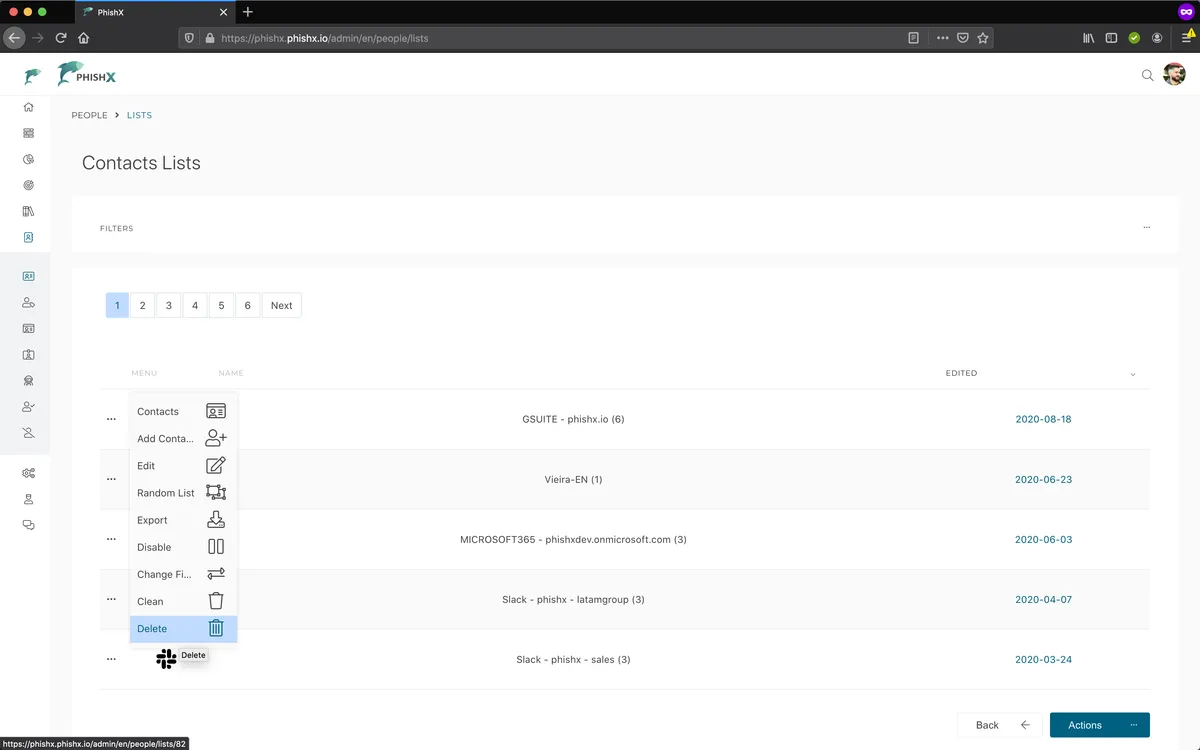 PhishX
https://phishx.phishx.io/admin/en/people/lists
PHISHX
PEOPLE > LISTS
Contacts Lists
FILTERS ...
1 2 3 4 5 6 Next
MENU NAME EDITED
... GSUITE - phishx.io (6) 2020-08-18
... Vieira-EN (1) 2020-06-23
... MICROSOFT365 - phishxdev.onmicrosoft.com (3) 2020-06-03
... Slack - phishx - latamgroup (3) 2020-04-07
... Slack - phishx - sales (3) 2020-03-24
Contacts
Add Conta...
Edit
Random List
Export
Disable
Change Fi...
Clean
Delete
Delete
Back Actions ...
https://phishx.phishx.io/admin/en/people/lists/82